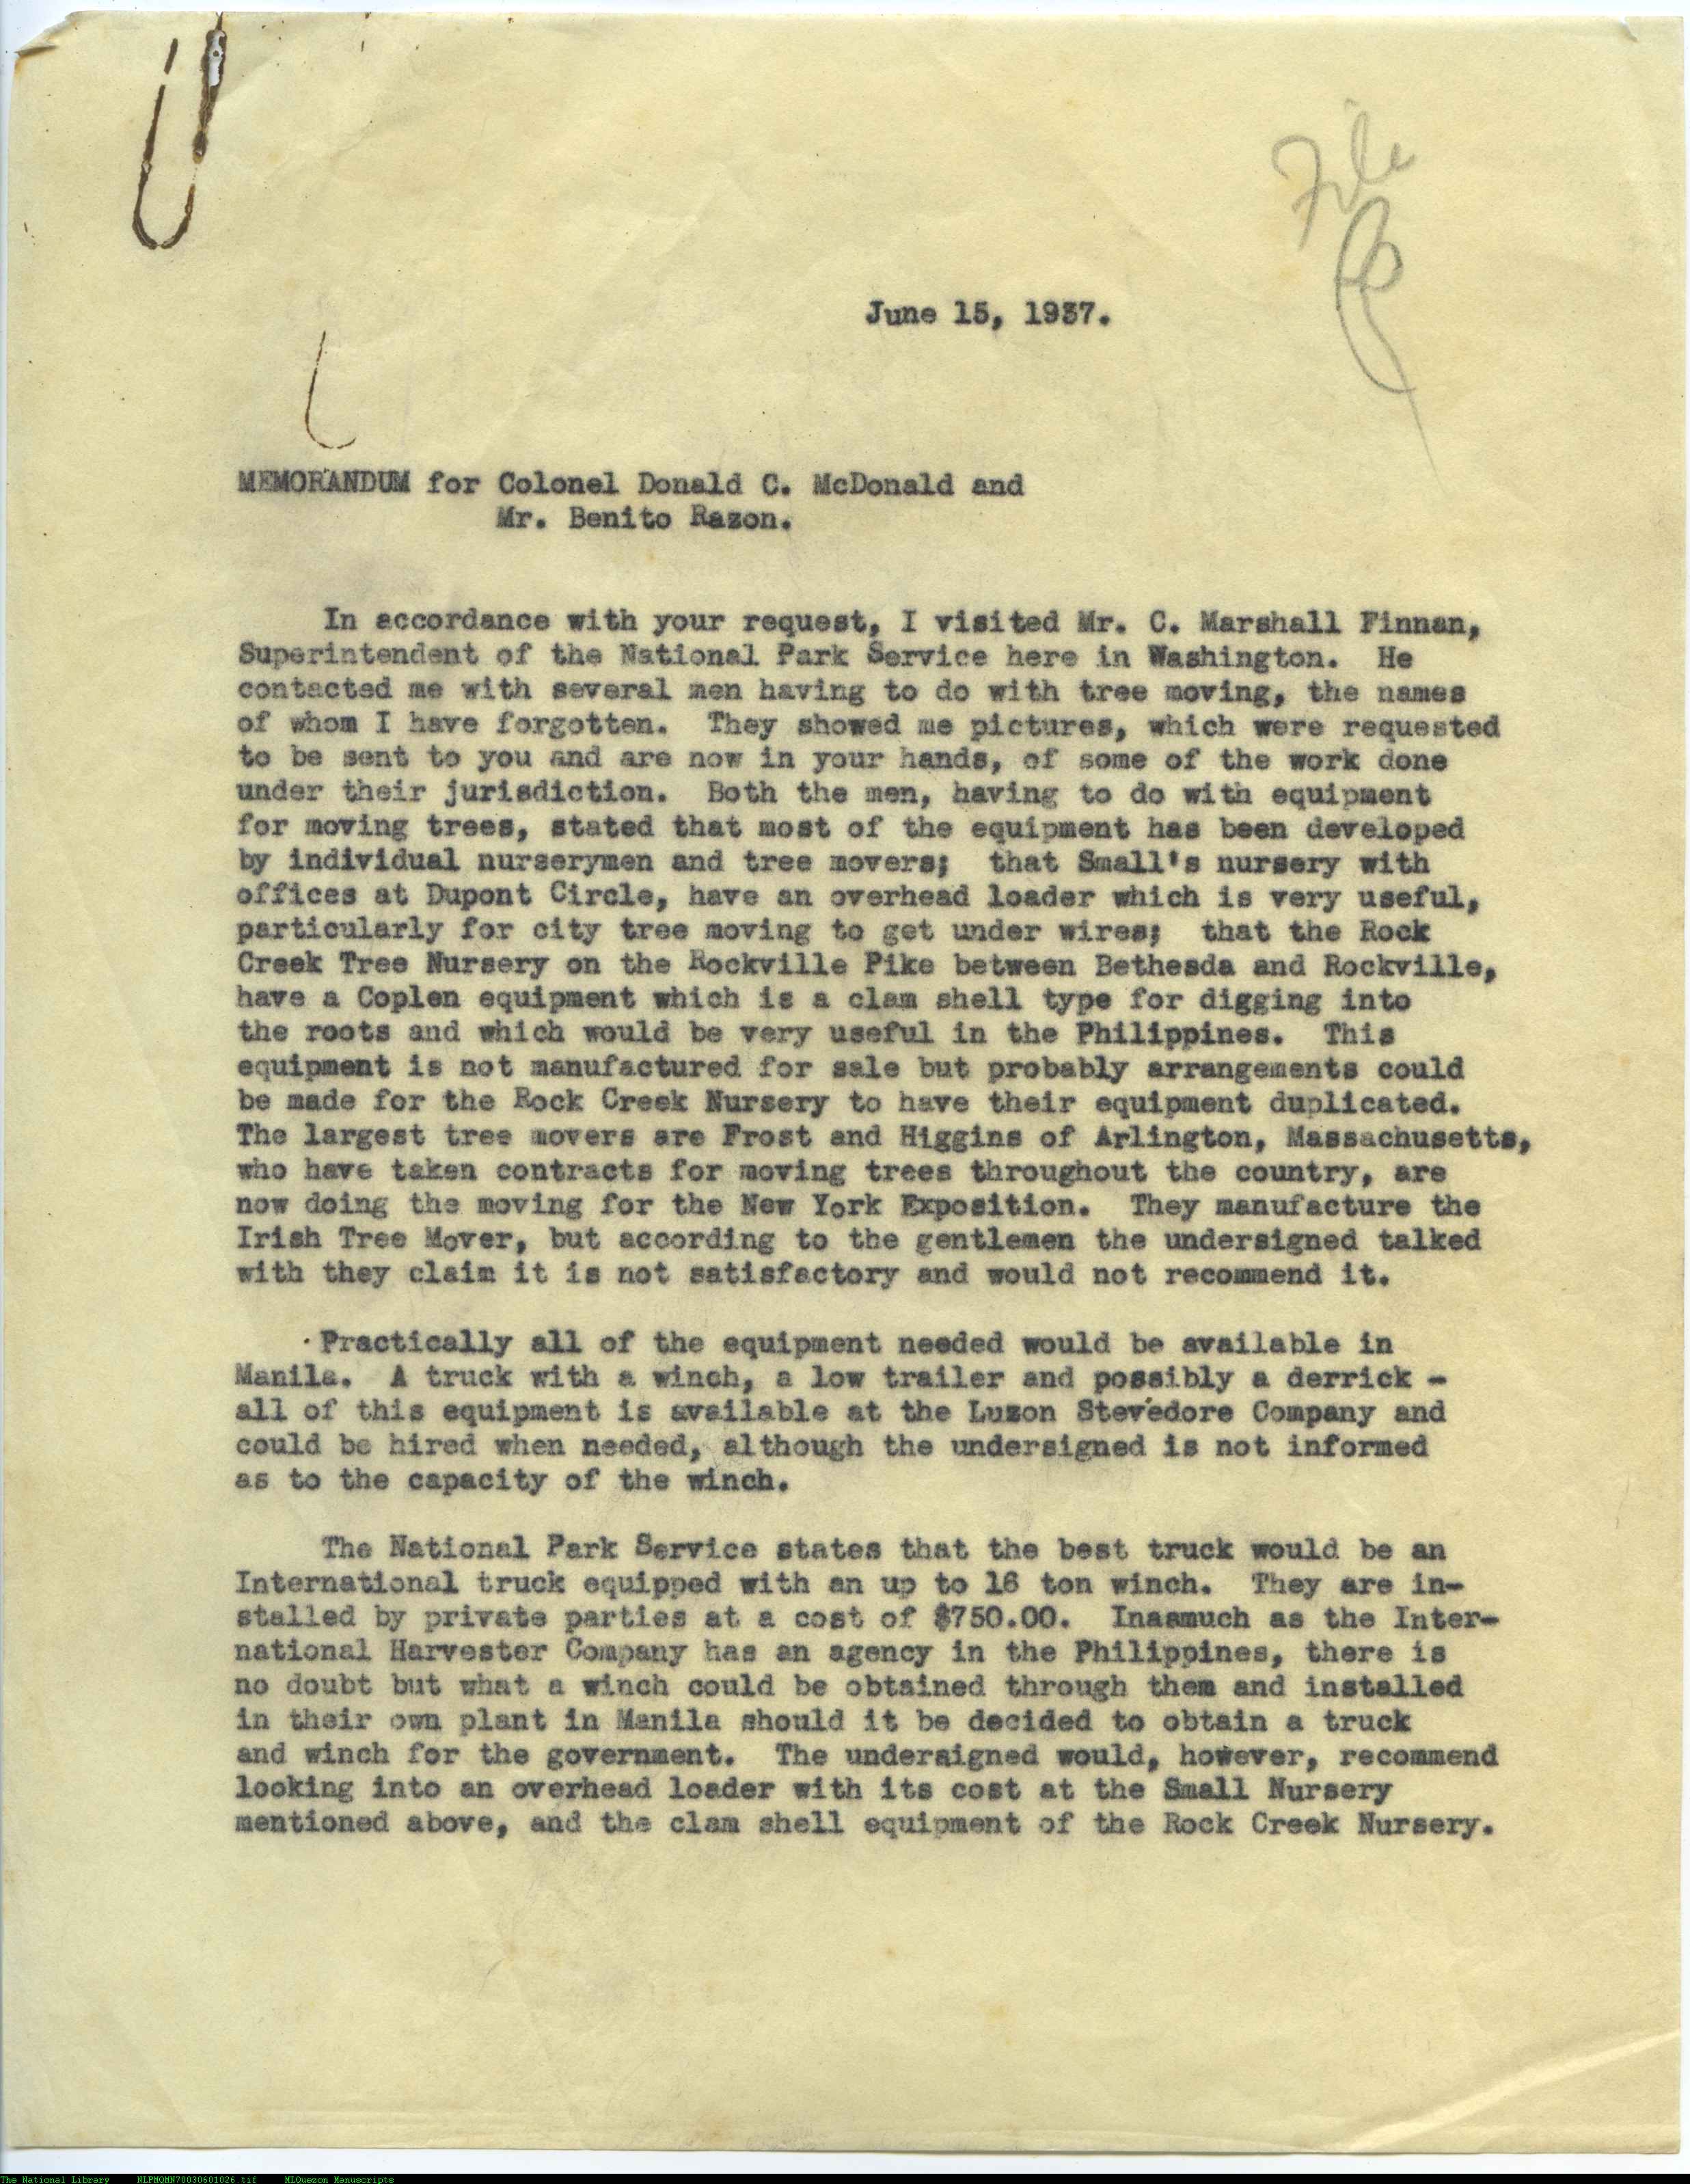 File
June 15, 1937.
MEMORANDUM for Colonel Donald C. McDonald and
Mr. Benito Razon.
In accordance with your request, I visited Mr. C. Marshall Finnan,
Superintendent of the National Park Service here in Washington. He
contacted me with several men having to do with tree moving, the names
of whom I have forgotten. They showed me pictures, which were requested
to be sent to you and are now in your hands, of some of the work done
under their jurisdiction. Both the men, having to do with equipment
for moving trees, stated that most of the equipment has been developed
by individual nurserymen and tree movers; that Small's nursery with
offices at Dupont Circle, have an overhead loader which is very useful,
particularly for city tree moving to get under wires; that the Rock
Creek Tree Nursery on the Rockville Pike between Bethesda and Rockville,
have a Coplen equipment which is a clam shell type for digging into
the roots and which would be very useful in the Philippines. This
equipment is not manufactured for sale but probably arrangements could
be made for the Rock Creek Nursery to have their equipment duplicated.
The largest tree movers are Frost and Higgins of Arlington, Massachusetts,
who have taken contracts for moving trees throughout the country, are
now doing the moving for the New York Exposition. They manufacture the
Irish Tree Mover, but according to the gentlemen the undersigned talked
with they claim it is not satisfactory and would not recommend it.
Practically all of the equipment needed would be available in
Manila. A truck with a winch, a low trailer and possibly a derrick -
all of this equipment is available at the Luzon Stevedore Company and
could be hired when needed, although the undersigned is not informed
as to the capacity of the winch.
The National Park Service states that the best truck would be an
International truck equipped with an up to 16 ton winch. They are in-
stalled by private parties at a cost of $750.00. Inasmuch as the Inter-
national Harvester Company has an agency in the Philippines, there is
no doubt but what a winch could be obtained through them and installed
in their own plant in Manila should it be decided to obtain a truck
and winch for the government. The undersigned would, however, recommend
looking into an overhead loader with its cost at the Small Nursery
mentioned above, and the clam shell equipment of the Rock Creek Nursery.
The National Library NLPMQMN70030601026.tif MLQuezon Manuscripts